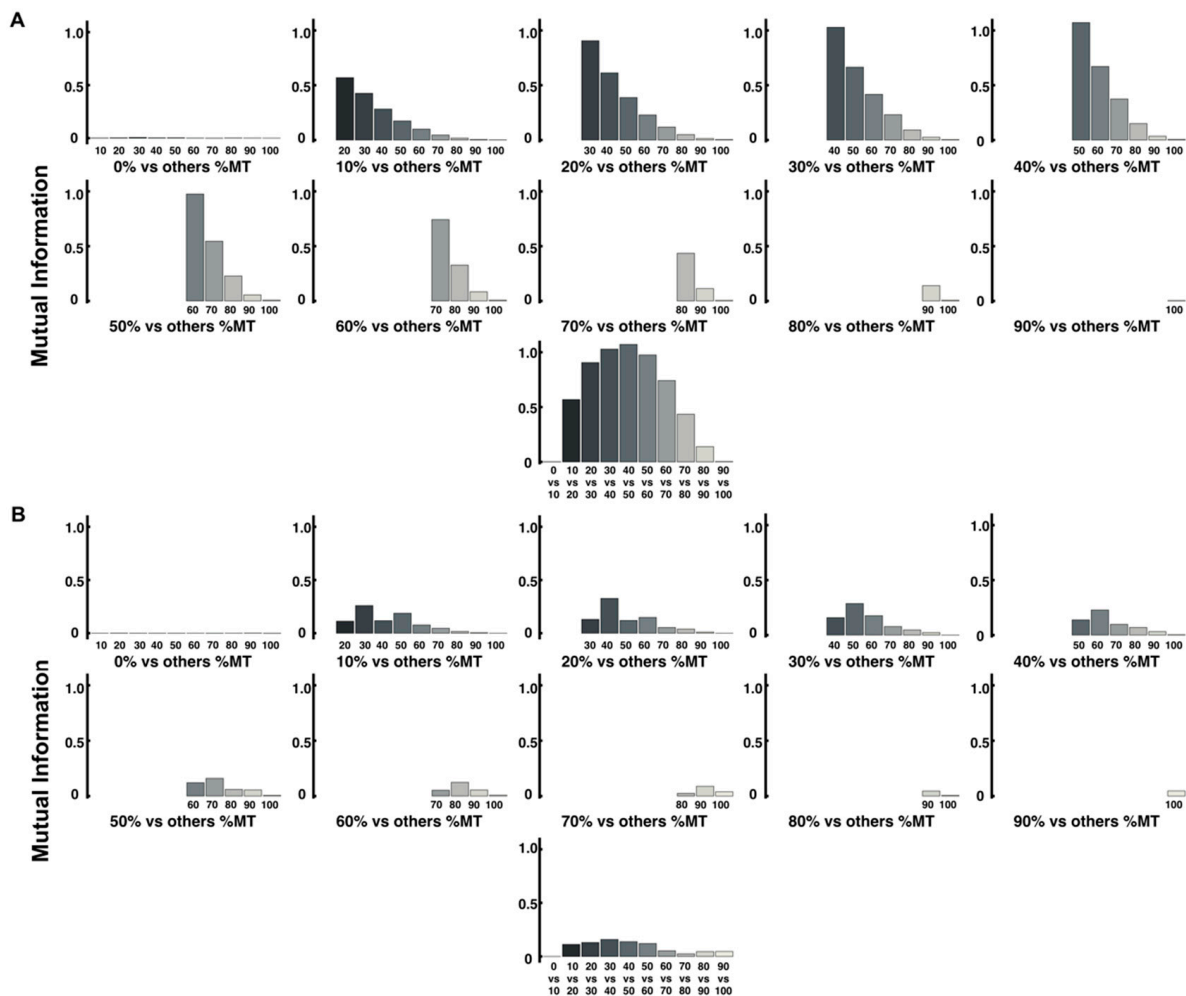 A
1.0 1.0 1.0 1.0 1.0
0.5 0.5 0.5 0.5 0.5
0 0 0 0 0
10 20 30 40 50 60 70 80 90 100 20 30 40 50 60 70 80 90 100 30 40 50 60 70 80 90 100 40 50 60 70 80 90 100 50 60 70 80 90 100
0% vs others %MT 10% vs others %MT 20% vs others %MT 30% vs others %MT 40% vs others %MT
Mutual Information
1.0 1.0 1.0 1.0 1.0
0.5 0.5 0.5 0.5 0.5
0 0 0 0 0
60 70 80 90 100 70 80 90 100 80 90 100 90 100 100
50% vs others %MT 60% vs others %MT 70% vs others %MT 80% vs others %MT 90% vs others %MT
1.0
0.5
0
0 10 20 30 40 50 60 70 80 90
vs vs vs vs vs vs vs vs vs vs
10 20 30 40 50 60 70 80 90 100
B
1.0 1.0 1.0 1.0 1.0
0.5 0.5 0.5 0.5 0.5
0 0 0 0 0
10 20 30 40 50 60 70 80 90 100 20 30 40 50 60 70 80 90 100 30 40 50 60 70 80 90 100 40 50 60 70 80 90 100 50 60 70 80 90 100
0% vs others %MT 10% vs others %MT 20% vs others %MT 30% vs others %MT 40% vs others %MT
Mutual Information
1.0 1.0 1.0 1.0 1.0
0.5 0.5 0.5 0.5 0.5
0 0 0 0 0
60 70 80 90 100 70 80 90 100 80 90 100 90 100 100
50% vs others %MT 60% vs others %MT 70% vs others %MT 80% vs others %MT 90% vs others %MT
1.0
0.5
0
0 10 20 30 40 50 60 70 80 90
vs vs vs vs vs vs vs vs vs vs
10 20 30 40 50 60 70 80 90 100